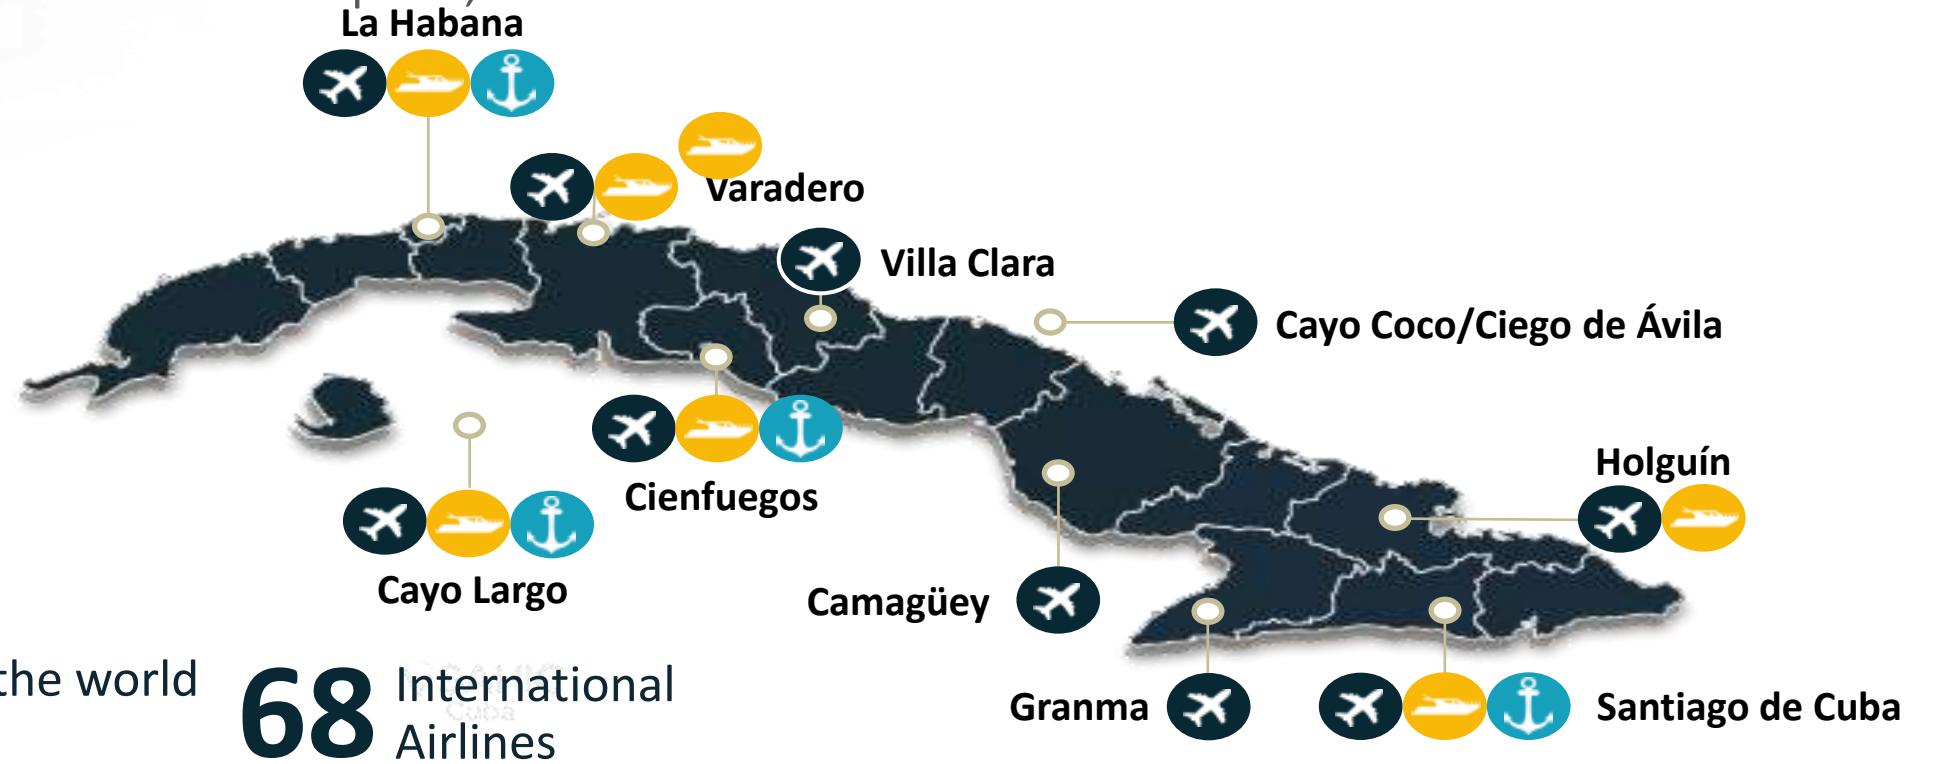 La Habana
Varadero
Villa Clara
Cayo Coco/Ciego de Ávila
Cienfuegos
Holguín
Cayo Largo
Camagüey
Granma
Santiago de Cuba
the world
68 International
Airlines
Cuba